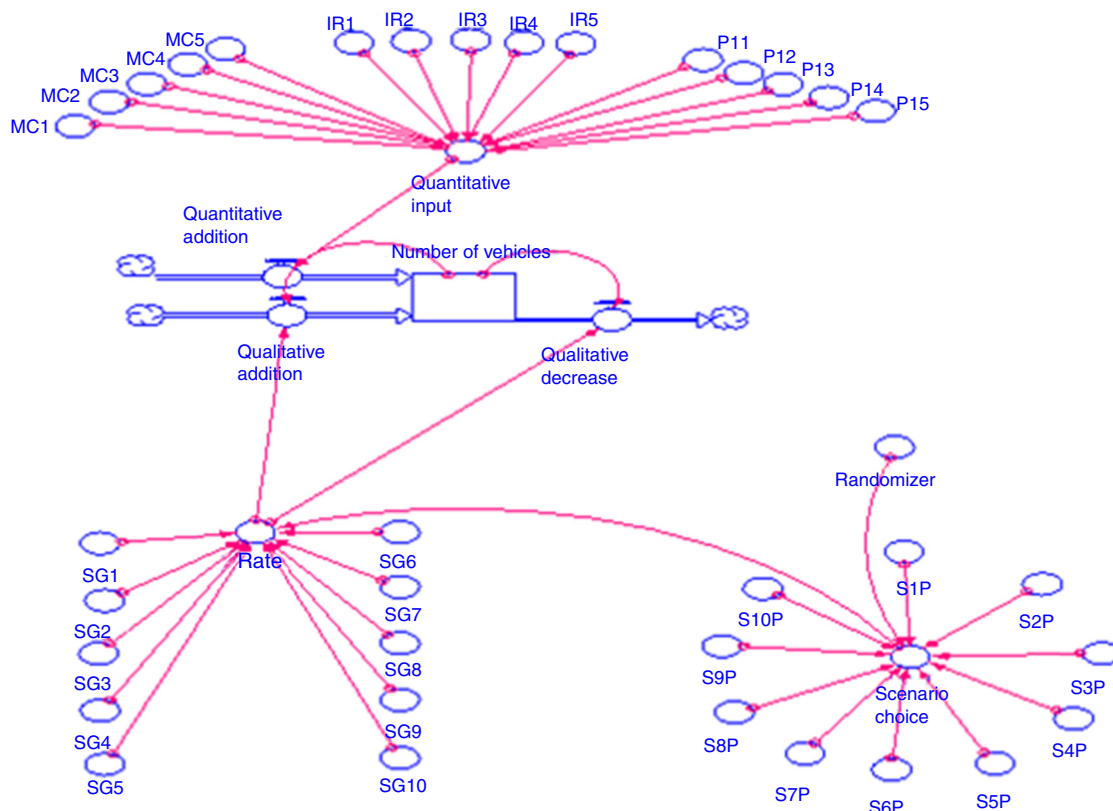 IR1
IR2
IR3
IR4
IR5
MC5
MC4
MC3
MC2
MC1
P11
P12
P13
P14
P15
Quantitative
input
Quantitative
addition
Number of vehicles
Qualitative
addition
Qualitative
decrease
Randomizer
Rate
SG1
SG2
SG3
SG4
SG5
SG6
SG7
SG8
SG9
SG10
S1P
S2P
S3P
S4P
S5P
S6P
S7P
S8P
S9P
S10P
Scenario
choice